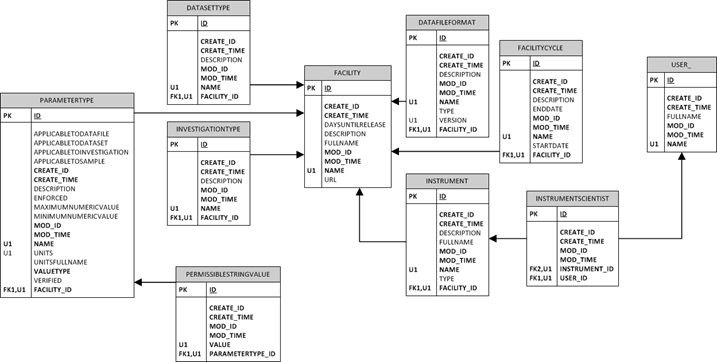 DATASETTYPE
PK ID
CREATE_ID
CREATE_TIME
DESCRIPTION
MOD_ID
MOD_TIME
U1 NAME
FK1,U1 FACILITY_ID
DATAFILEFORMAT
PK ID
CREATE_ID
CREATE_TIME
DESCRIPTION
MOD_ID
MOD_TIME
U1 NAME
TYPE
U1 VERSION
FK1,U1 FACILITY_ID
FACILITYCYCLE
PK ID
CREATE_ID
CREATE_TIME
DESCRIPTION
ENDDATE
MOD_ID
MOD_TIME
U1 NAME
STARTDATE
FK1,U1 FACILITY_ID
USER_
PK ID
CREATE_ID
CREATE_TIME
FULLNAME
MOD_ID
MOD_TIME
U1 NAME
FACILITY
PK ID
CREATE_ID
CREATE_TIME
DAYSUNTILRELEASE
DESCRIPTION
FULLNAME
MOD_ID
MOD_TIME
U1 NAME
URL
PARAMETERTYPE
PK ID
APPLICABLETODATAFILE
APPLICABLETODATASET
APPLICABLETOINVESTIGATION
APPLICABLETOSAMPLE
CREATE_ID
CREATE_TIME
DESCRIPTION
ENFORCED
MAXIMUMNUMERICVALUE
MINIMUMNUMERICVALUE
MOD_ID
MOD_TIME
U1 NAME
U1 UNITS
UNITSFULLNAME
VALUETYPE
VERIFIED
FK1,U1 FACILITY_ID
INVESTIGATIONTYPE
PK ID
CREATE_ID
CREATE_TIME
DESCRIPTION
MOD_ID
MOD_TIME
U1 NAME
FK1,U1 FACILITY_ID
INSTRUMENT
PK ID
CREATE_ID
CREATE_TIME
DESCRIPTION
FULLNAME
MOD_ID
MOD_TIME
U1 NAME
TYPE
FK1,U1 FACILITY_ID
INSTRUMENTSCIENTIST
PK ID
CREATE_ID
CREATE_TIME
MOD_ID
MOD_TIME
FK2,U1 INSTRUMENT_ID
FK1,U1 USER_ID
PERMISSIBLESTRINGVALUE
PK ID
CREATE_ID
CREATE_TIME
MOD_ID
MOD_TIME
U1 VALUE
FK1,U1 PARAMETERTYPE_ID